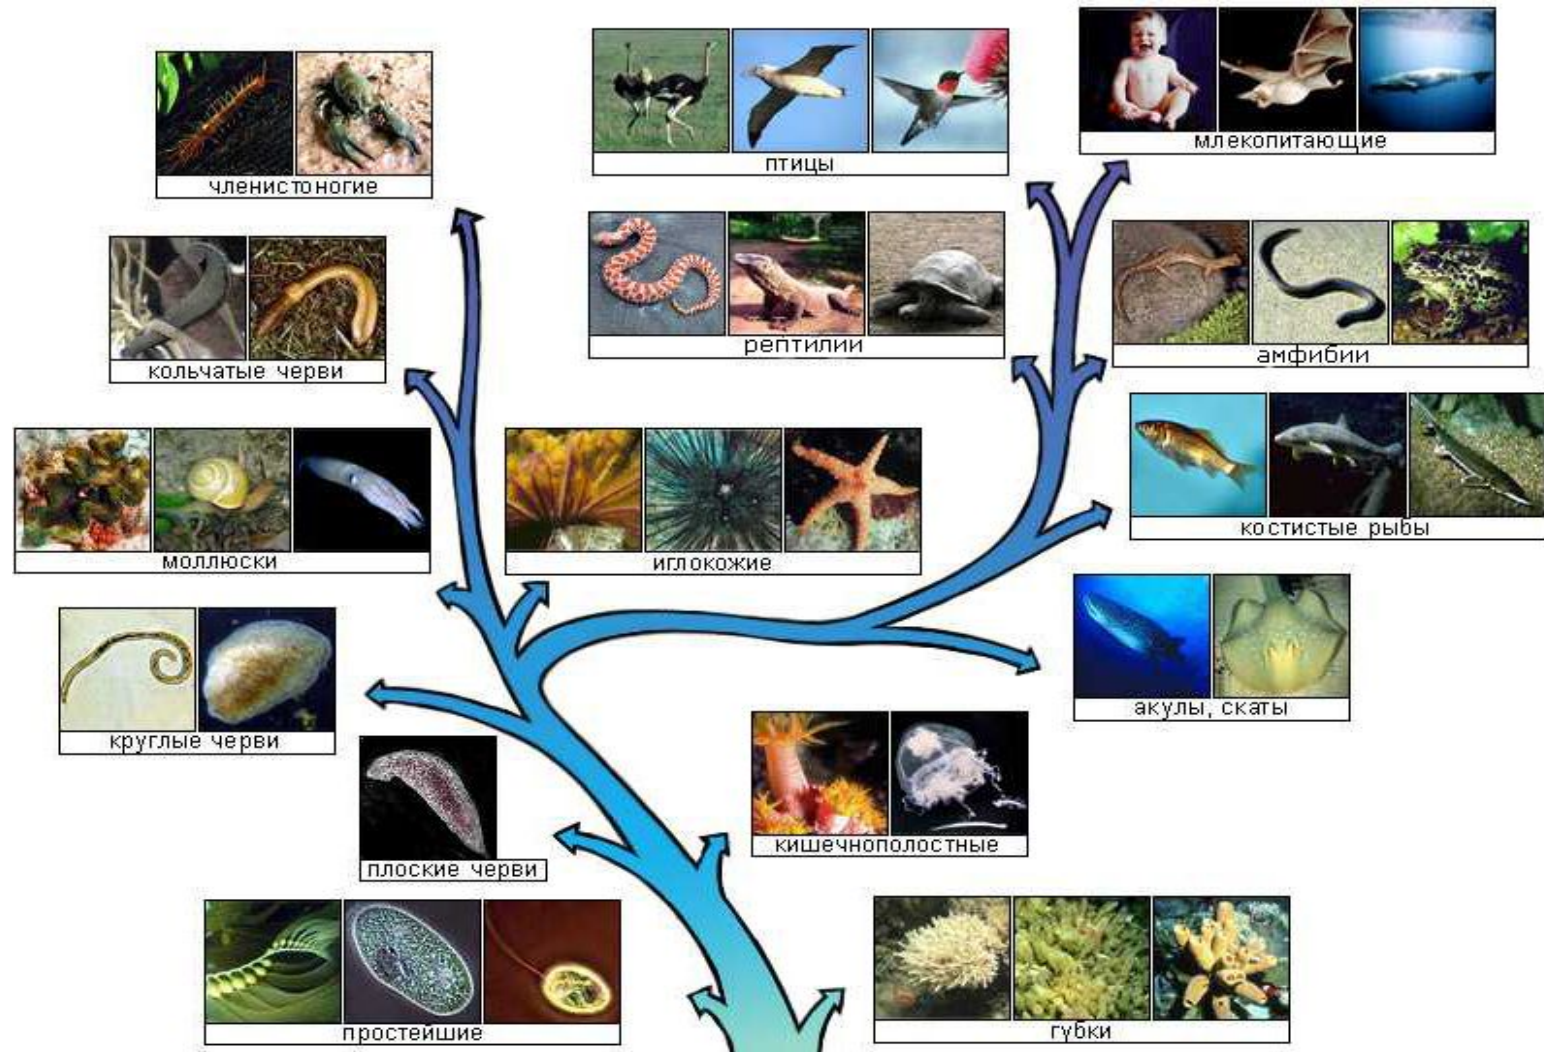 млекопитающие
птицы
членистоногие
рептилии
амфибии
кольчатые черви
костистые рыбы
моллюски
иглокожие
акулы, скаты
круглые черви
кишечнополостные
плоские черви
простейшие
губки